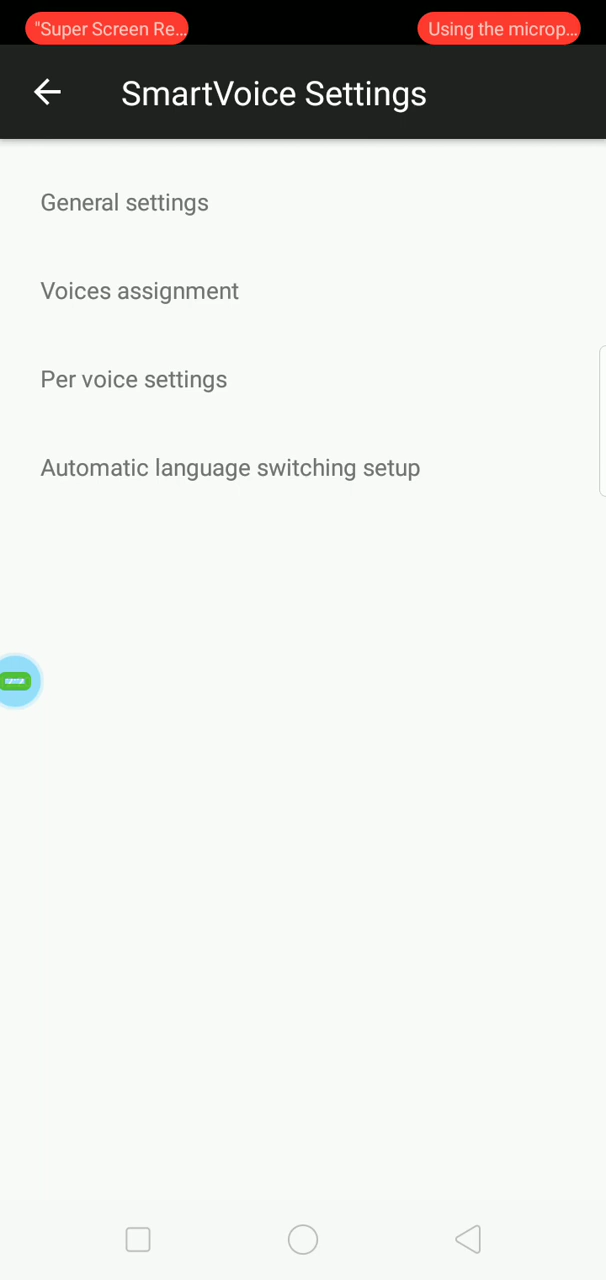 "Super Screen Re...
Using the microp...
SmartVoice Settings
General settings
Voices assignment
Per voice settings
Automatic language switching setup